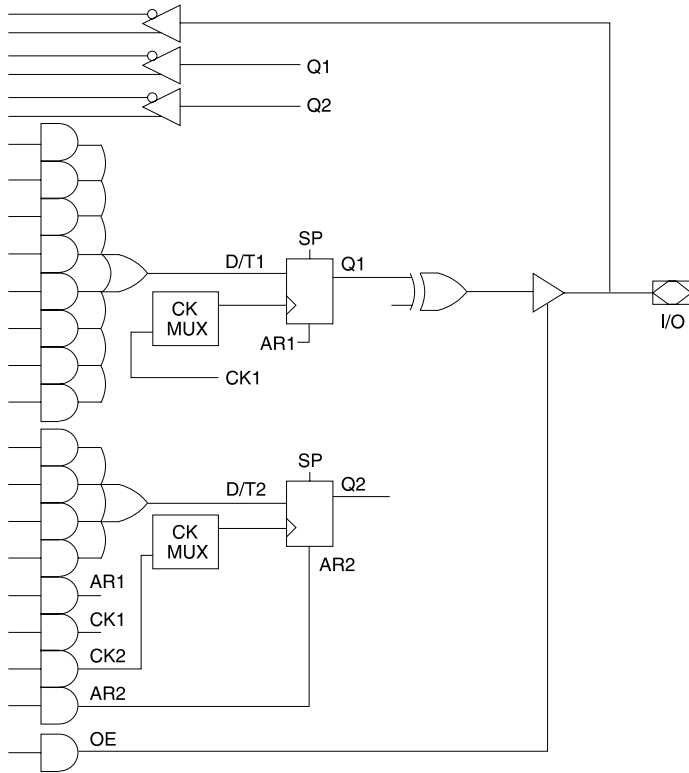 Q1
Q2
SP
D/T1
Q1
CK
MUX
AR1
CK1
I/O
SP
D/T2
Q2
CK
MUX
AR2
AR1
CK1
CK2
AR2
OE